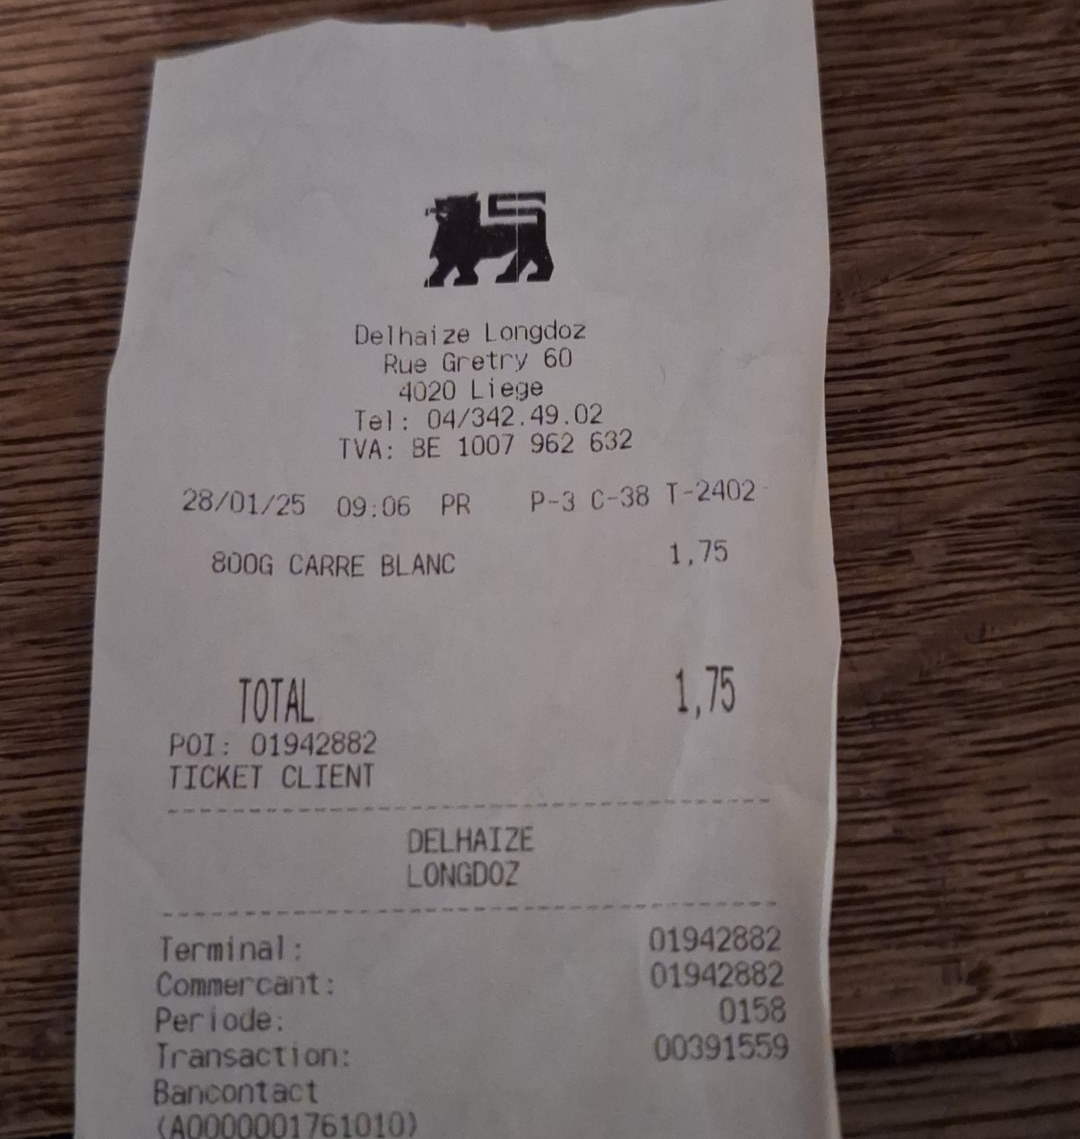 Delhaize Longdoz
Rue Gretry 60
4020 Liege
Tel: 04/342.49.02
TVA: BE 1007 962 632
28/01/25 09:06 PR P-3 C-38 T-2402
800G CARRE BLANC 1,75
TOTAL 1,75
POI: 01942882
TICKET CLIENT
DELHAIZE
LONGDOZ
Terminal: 01942882
Commercant: 01942882
Periode: 0158
Transaction: 00391559
Bancontact
(A0000001761010)